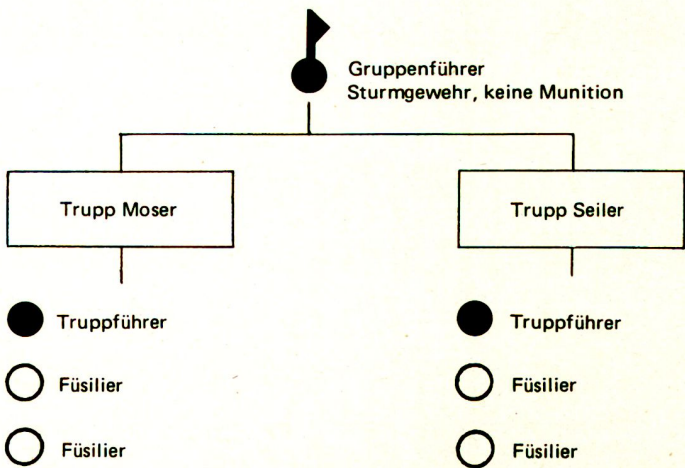 Gruppenführer
Sturmgewehr, keine Munition
Trupp Moser
Trupp Seiler
Truppführer
Füsilier
Füsilier
Truppführer
Füsilier
Füsilier